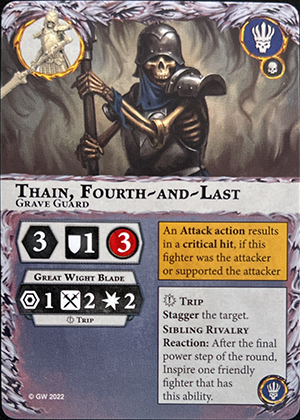 THAIN, FOURTH-AND-LAST
GRAVE GUARD
3 1 3
An Attack action results
in a critical hit, if this
fighter was the attacker
or supported the attacker
GREAT WIGHT BLADE
1 2 2
TRIP
TRIP
Stagger the target.
SIBLING RIVALRY
Reaction: After the final
power step of the round,
Inspire one friendly
fighter that has
this ability.
© GW 2022